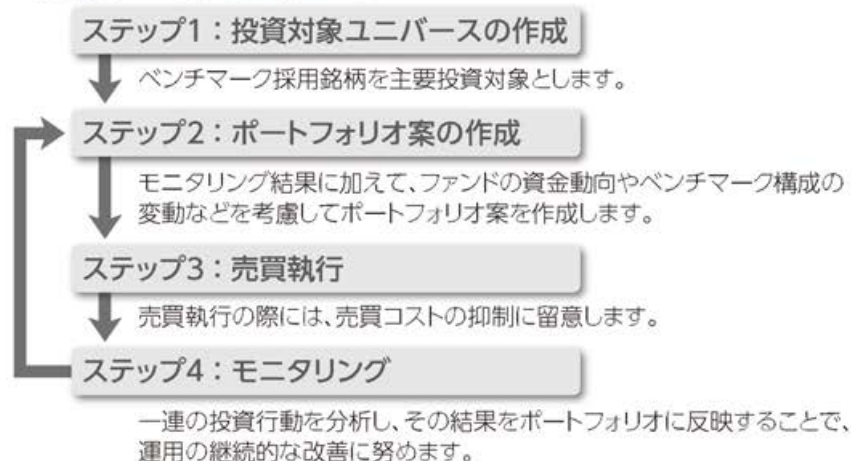 ステップ1：投資対象ユニバースの作成
ベンチマーク採用銘柄を主要投資対象とします。
ステップ2：ポートフォリオ案の作成
モニタリング結果に加えて、ファンドの資金動向やベンチマーク構成の
変動などを考慮してポートフォリオ案を作成します。
ステップ3：売買執行
売買執行の際には、売買コストの抑制に留意します。
ステップ4：モニタリング
一連の投資行動を分析し、その結果をポートフォリオに反映することで、
運用の継続的な改善に努めます。